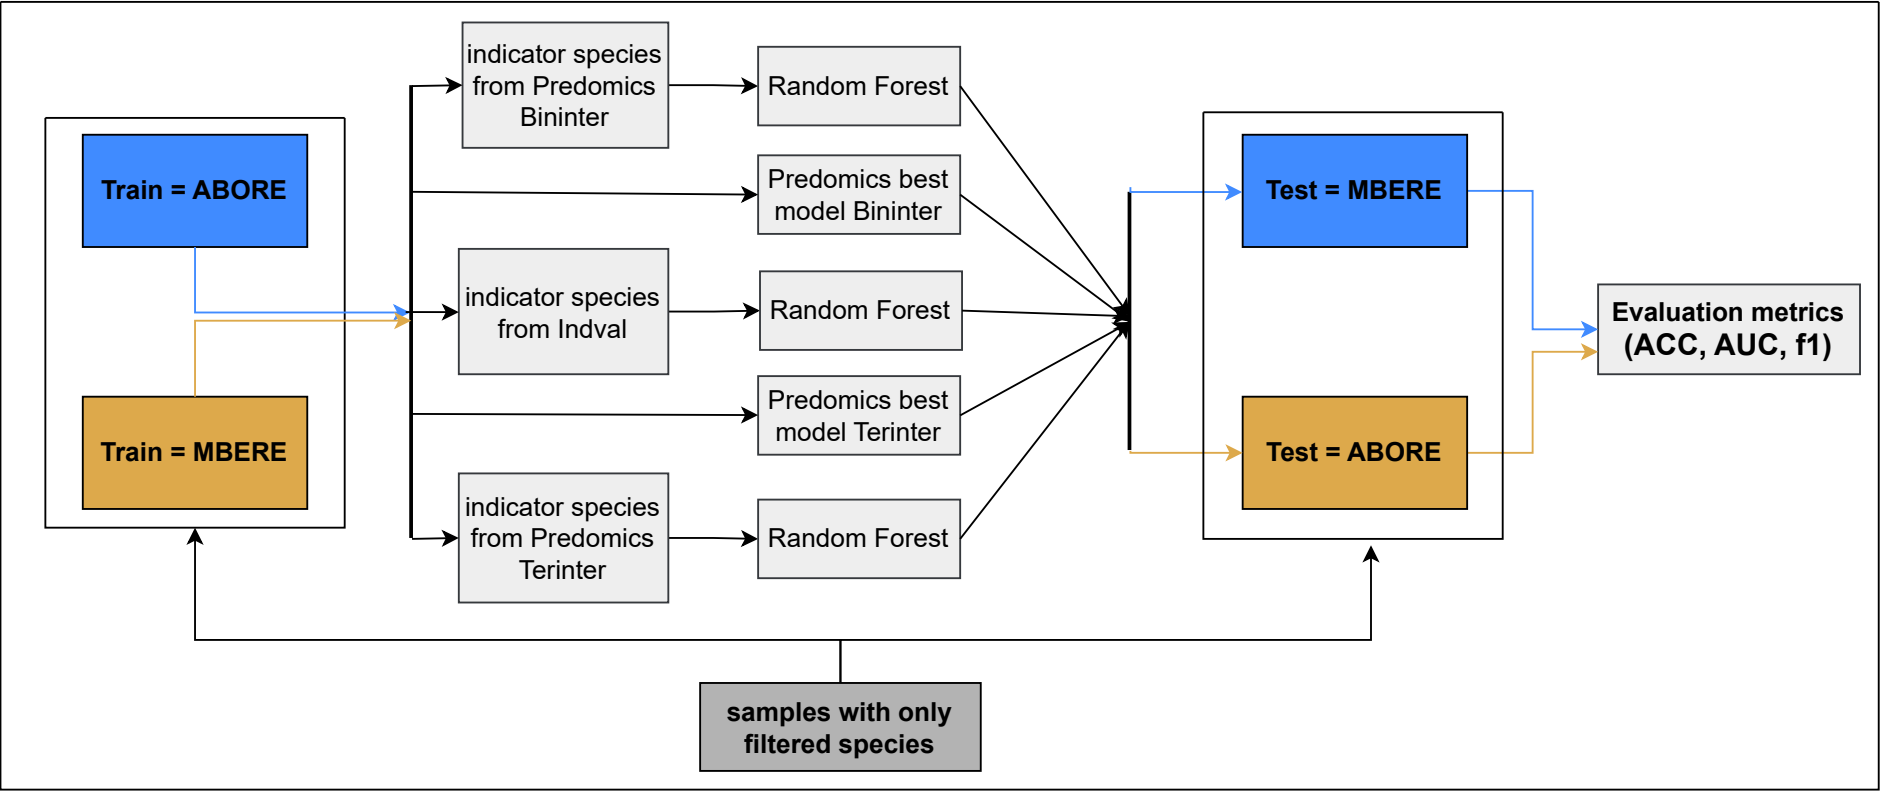 Train = ABORE
Train = MBERE
indicator species
from Predomics
Bininter
Random Forest
Predomics best
model Bininter
indicator species
from Indval
Random Forest
Predomics best
model Terinter
indicator species
from Predomics
Terinter
Random Forest
Test = MBERE
Test = ABORE
Evaluation metrics
(ACC, AUC, f1)
samples with only
filtered species